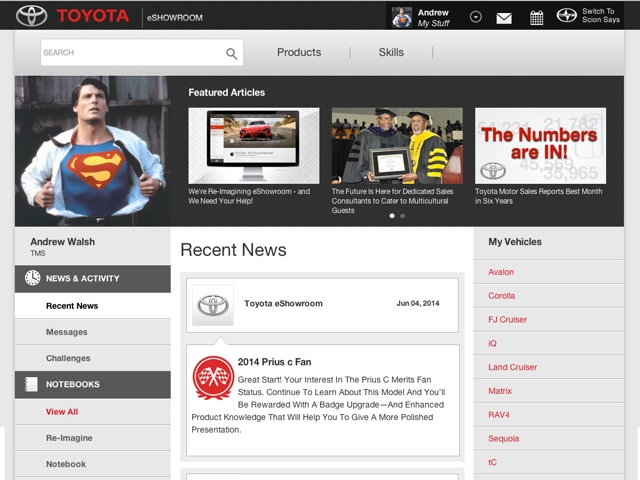 TOYOTA eSHOWROOM
Andrew
My Stuff
Switch To
Scion Says
SEARCH
Products
Skills
Featured Articles
The Numbers
are IN!
We're Re-Imagining eShowroom - and
We Need Your Help!
The Future Is Here for Dedicated Sales
Consultants to Cater to Multicultural
Guests
Toyota Motor Sales Reports Best Month
in Six Years
Andrew Walsh
TMS
NEWS & ACTIVITY
Recent News
Messages
Challenges
NOTEBOOKS
View All
Re-Imagine
Notebook
Recent News
Toyota eShowroom
Jun 04, 2014
2014 Prius c Fan
Great Start! Your Interest In The Prius C Merits Fan
Status. Continue To Learn About This Model And You'll
Be Rewarded With A Badge Upgrade—And Enhanced
Product Knowledge That Will Help You To Give A More Polished
Presentation.
My Vehicles
Avalon
Corolla
FJ Cruiser
iQ
Land Cruiser
Matrix
RAV4
Sequoia
tC